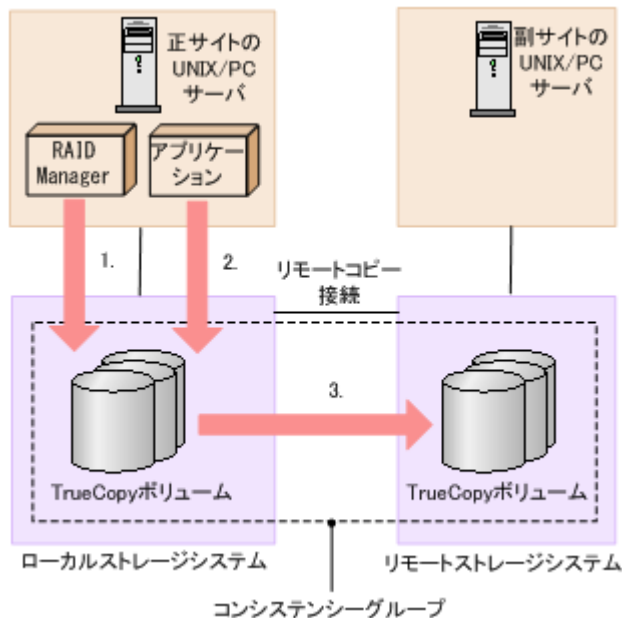 正サイトの
UNIX/PC
サーバ
副サイトの
UNIX/PC
サーバ
RAID
Manager
アプリケー
ション
1.
2.
リモートコピー
接続
3.
TrueCopyボリューム
TrueCopyボリューム
ローカルストレージシステム
リモートストレージシステム
コンシステンシーグループ